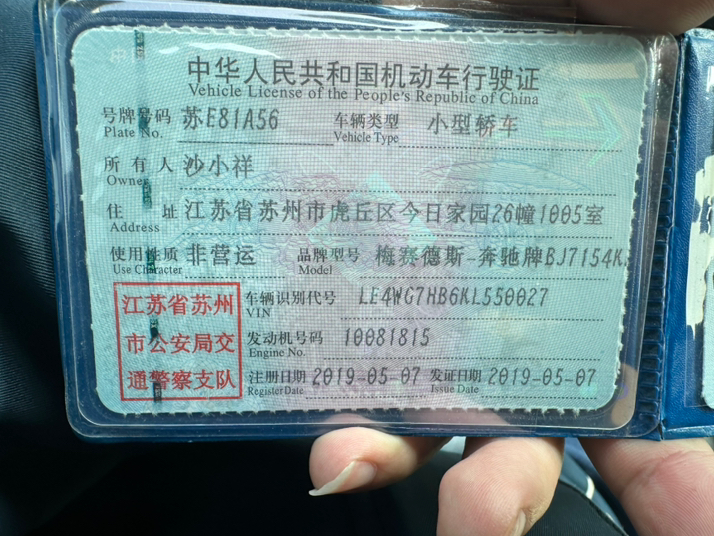 中华人民共和国机动车行驶证
Vehicle License of the People's Republic of China
号牌号码 苏E81A56 车辆类型 小型轿车
Plate No. Vehicle Type
所有人 沙小祥
Owner
住址 江苏省苏州市虎丘区今日家园26幢1005室
Address
使用性质 非营运 品牌型号 梅赛德斯-奔驰牌BJ7154K
Use Character Model
江苏省苏州
市公安局交
通警察支队
车辆识别代号 LE4WG7HB6KL550027
VIN
发动机号码 10081815
Engine No.
注册日期 2019-05-07 发证日期 2019-05-07
Register Date Issue Date